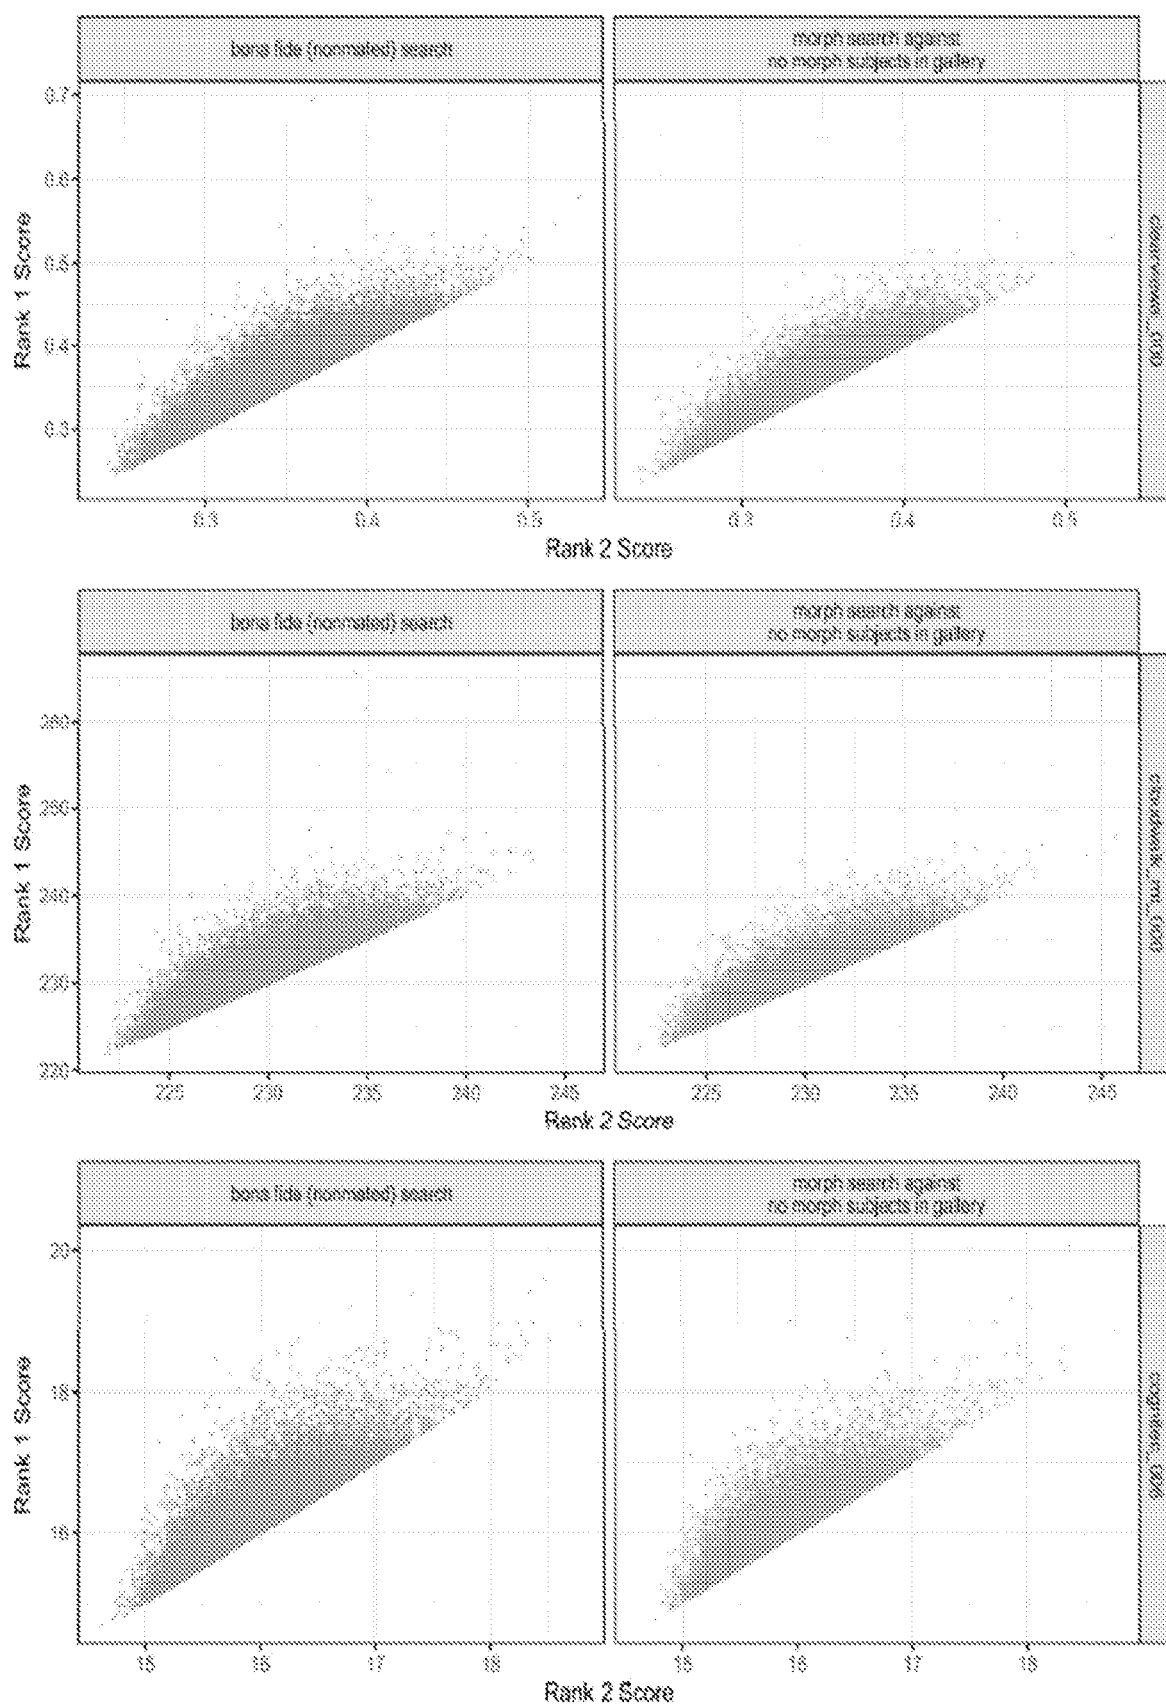 bona fide (nonmated) search
morph search against
no morph subjects in gallery
0.7
0.6
0.5
0.4
0.3
Rank 1 Score
0.3
0.4
0.5
0.3
0.4
0.5
Rank 2 Score
bona fide (nonmated) search
morph search against
no morph subjects in gallery
260
240
230
220
Rank 1 Score
230
235
240
245
225
230
235
240
245
Rank 2 Score
bona fide (nonmated) search
morph search against
no morph subjects in gallery
20
18
16
Rank 1 Score
15
16
17
18
16
17
18
Rank 2 Score